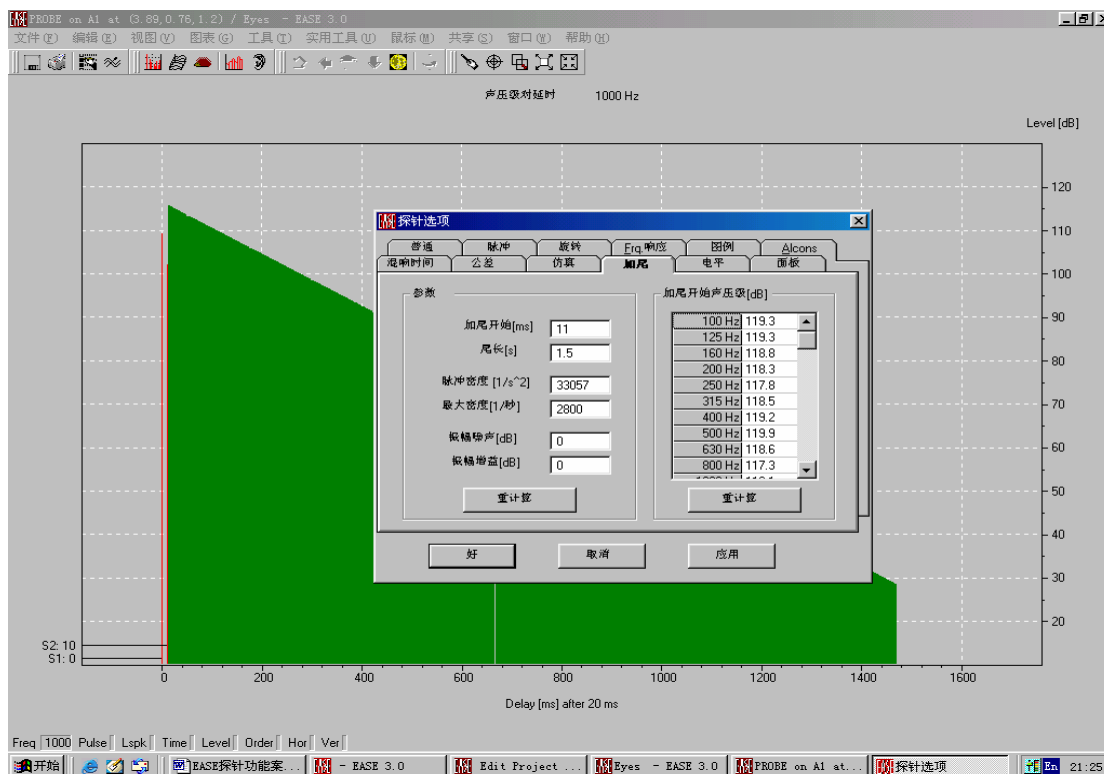 PROBE on A1 at (3.89,0.76,1.2) / Eyes - EASE 3.0
文件(F) 编辑(E) 视图(V) 图表(G) 工具(T) 实用工具(U) 鼠标(M) 共享(S) 窗口(W) 帮助(H)
声压级对延时 1000 Hz
Level [dB]
120
110
100
90
80
70
60
50
40
30
20
探针选项
普通 脉冲 旋转 Frq.响应 图例 Alcons
混响时间 公差 仿真 加尾 电平 面板
参数
加尾开始[ms] 11
尾长[s] 1.5
脉冲密度 [1/s^2] 33057
最大密度[1/秒] 2800
振幅噪声[dB] 0
振幅增益[dB] 0
重计算
加尾开始声压级[dB]
100 Hz 119.3
125 Hz 119.3
160 Hz 118.8
200 Hz 118.3
250 Hz 117.8
315 Hz 118.5
400 Hz 119.2
500 Hz 119.9
630 Hz 118.6
800 Hz 117.3
重计算
好 取消 应用
S2: 10
S1: 0
0 200 400 600 800 1000 1200 1400 1600
Delay [ms] after 20 ms
Freq 1000 Pulse Lspk Time Level Order Hor Ver
开始 EASE探针功能案... - EASE 3.0 Edit Project ... Eyes - EASE 3.0 PROBE on A1 at... 探针选项 En 21:25